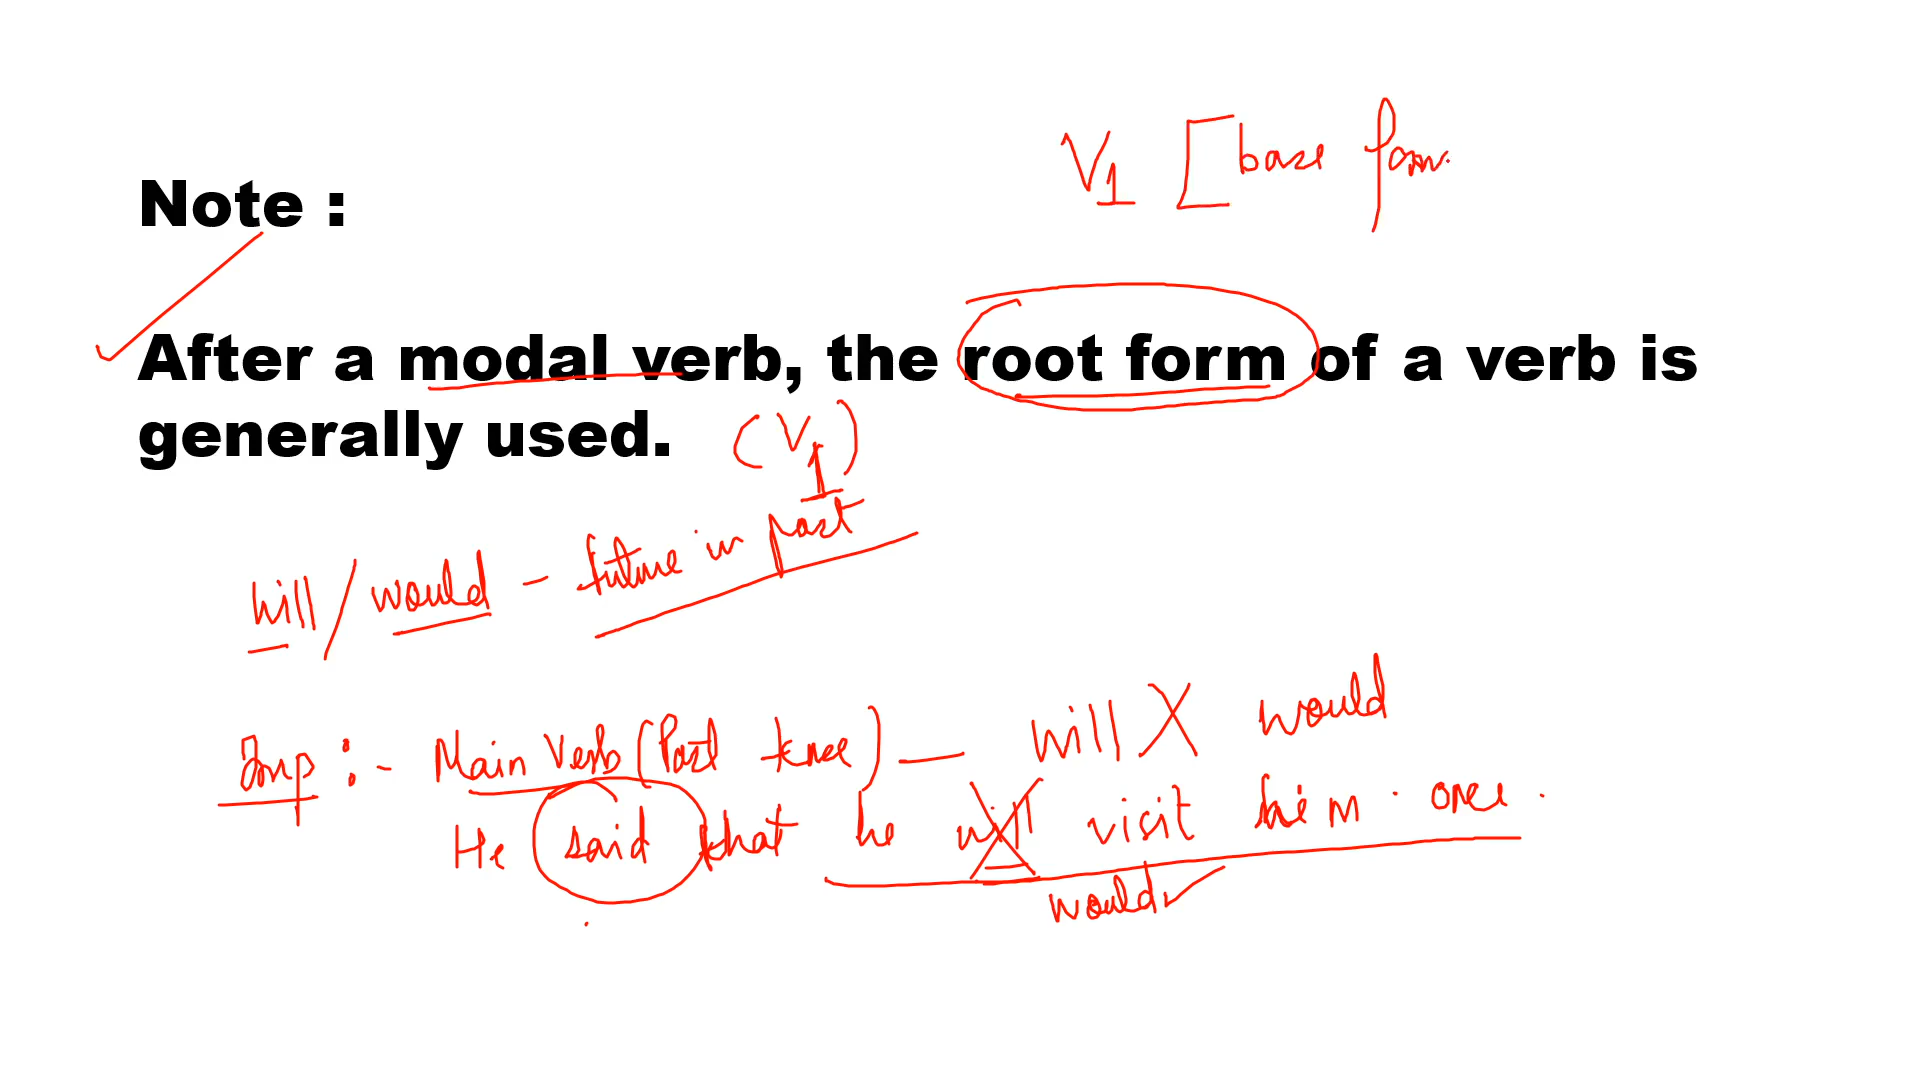 V1 [base form.
Note :
After a modal verb, the root form of a verb is
generally used. (V1)
will/would - future in past
Imp :- Main Verb (Past tense) — will X would
He said that he will visit him once.
would